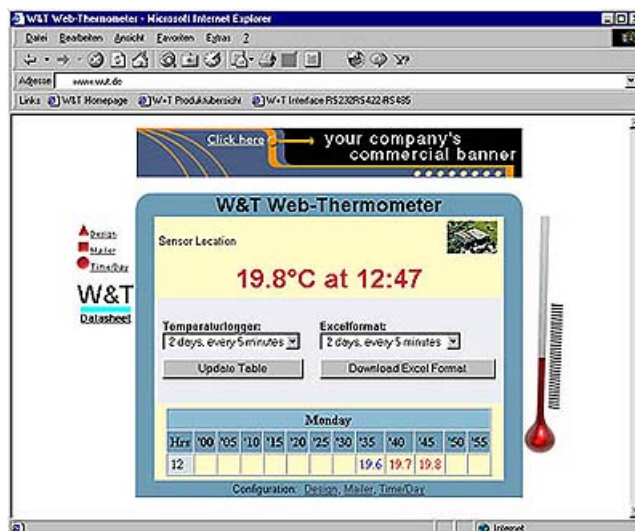 W&T Web-Thermometer - Microsoft Internet Explorer
Datei Bearbeiten Ansicht Favoriten Extras ?
Adresse www.wut.de
Links W&T Homepage W+T Produktübersicht W+T Interface RS232RS422-RS485
Click here your company's
commercial banner
W&T Web-Thermometer
Design
Mailer
Time/Day
W&T
Datasheet
Sensor Location
19.8°C at 12:47
Temperaturlogger: Excelformat:
2 days, every 5 minutes 2 days, every 5 minutes
Update Table Download Excel Format
Monday
Hrs '00 '05 '10 '15 '20 '25 '30 '35 '40 '45 '50 '55
12 19.6 19.7 19.8
Configuration: Design, Mailer, Time/Day
Internet